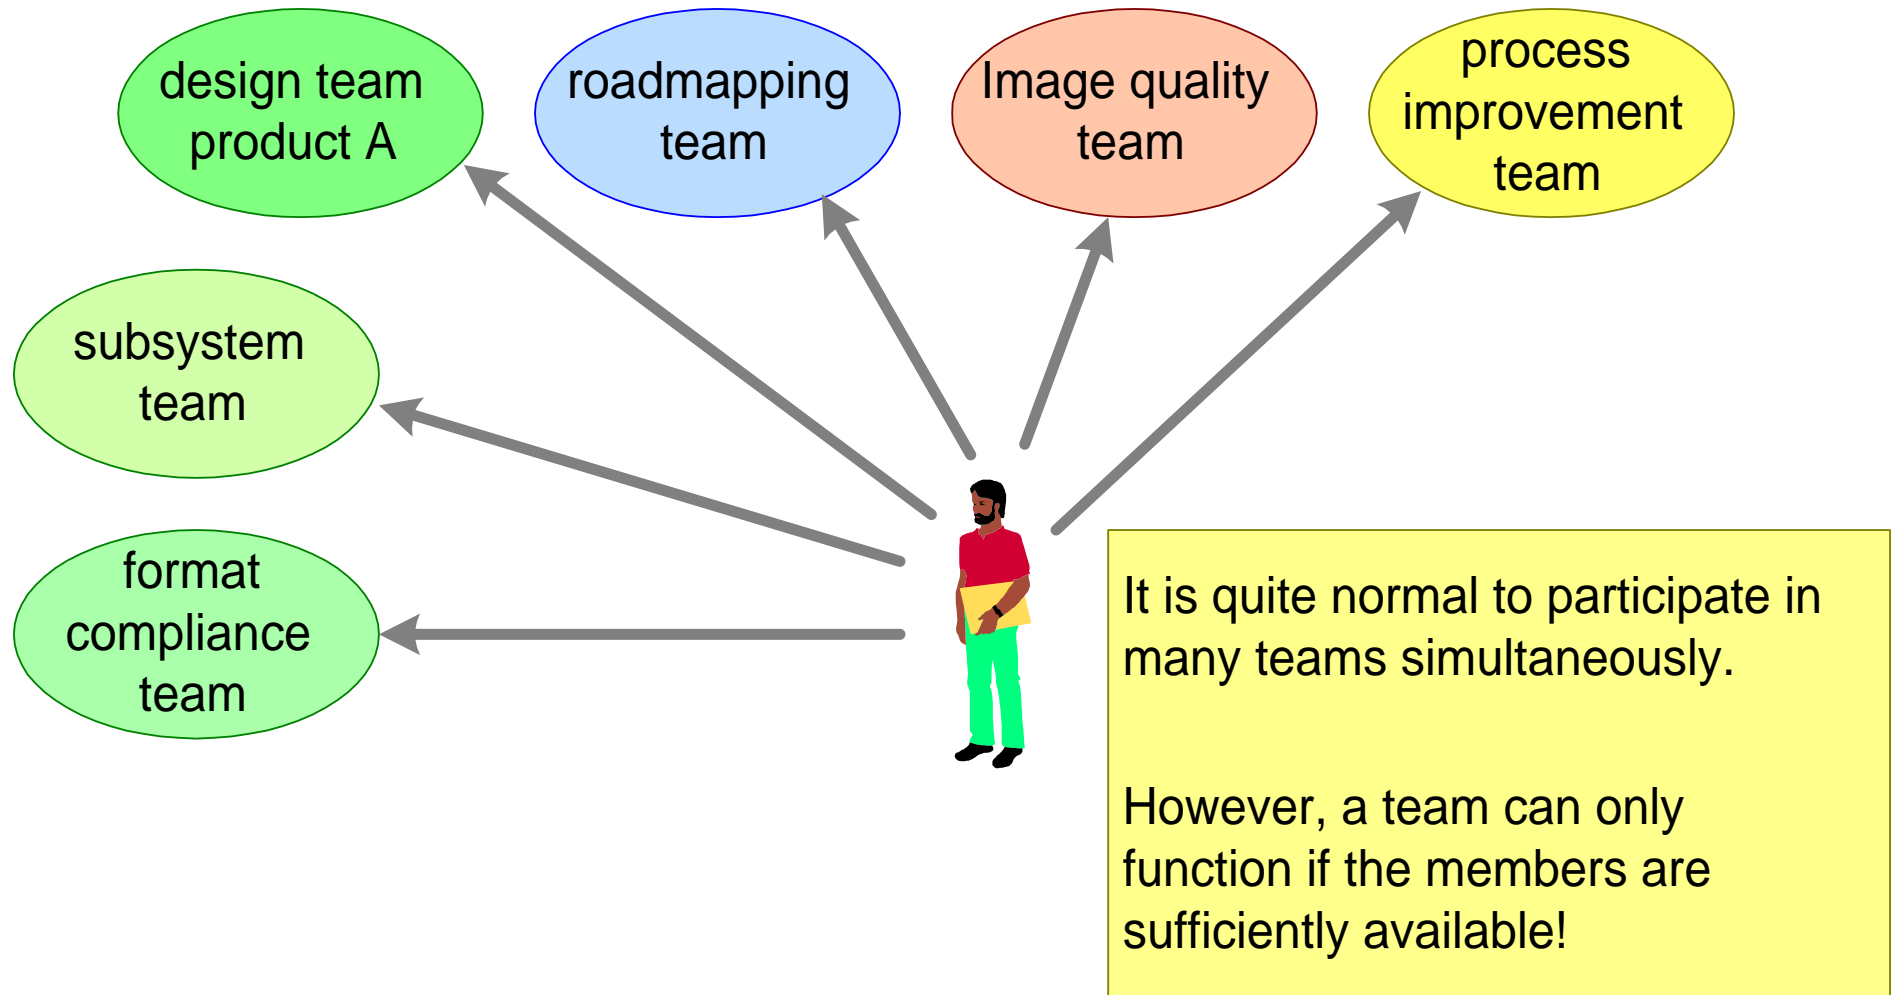 design team
product A
roadmapping
team
Image quality
team
process
improvement
team
subsystem
team
format
compliance
team
It is quite normal to participate in
many teams simultaneously.
However, a team can only
function if the members are
sufficiently available!